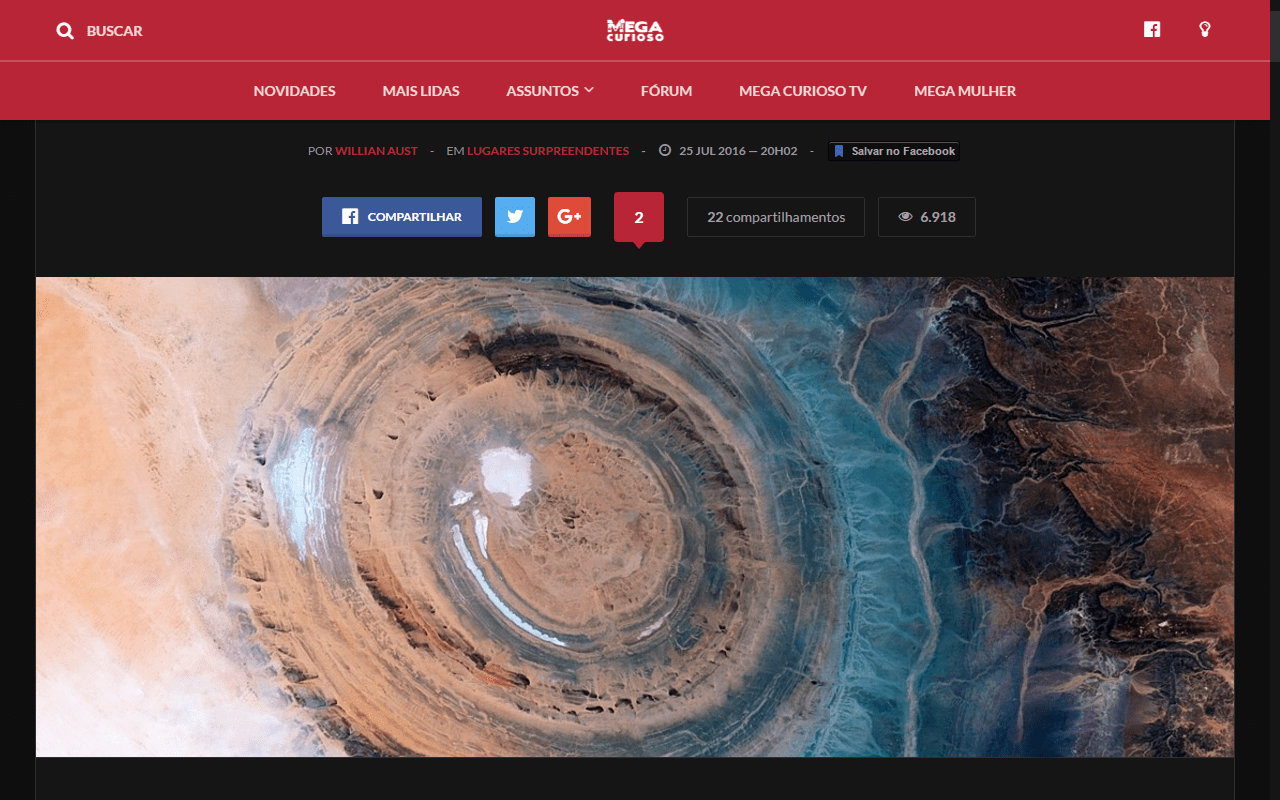 BUSCAR
MEGA
CURIOSO
NOVIDADES MAIS LIDAS ASSUNTOS FÓRUM MEGA CURIOSO TV MEGA MULHER
POR WILLIAN AUST - EM LUGARES SURPREENDENTES - 25 JUL 2016 — 20H02 - Salvar no Facebook
COMPARTILHAR G+ 2 22 compartilhamentos 6.918